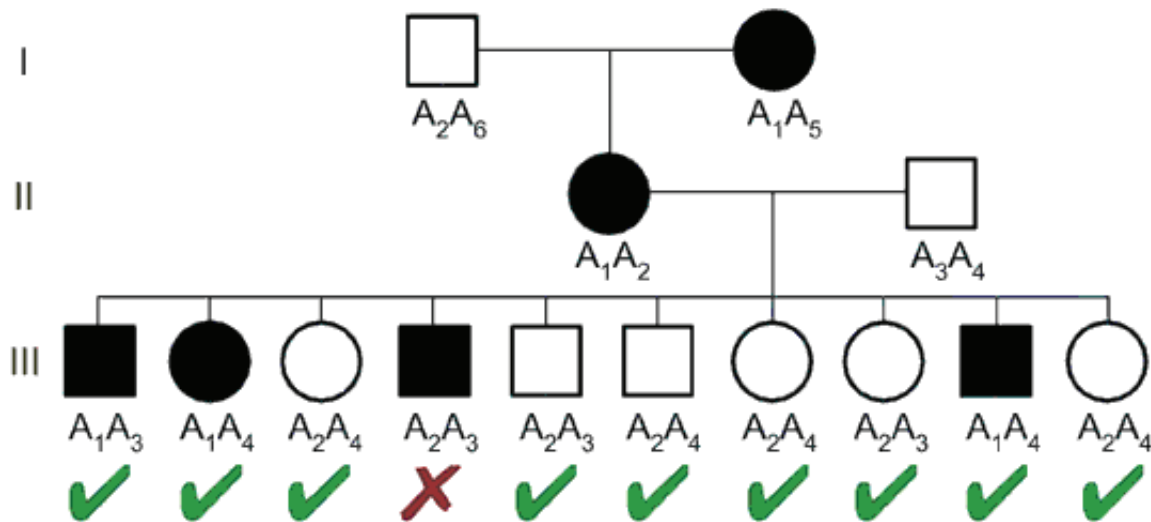 I
A₂A₆ A₁A₅
II
A₁A₂ A₃A₄
III
A₁A₃ A₁A₄ A₂A₄ A₂A₃ A₂A₃ A₂A₄ A₂A₄ A₂A₃ A₁A₄ A₂A₄